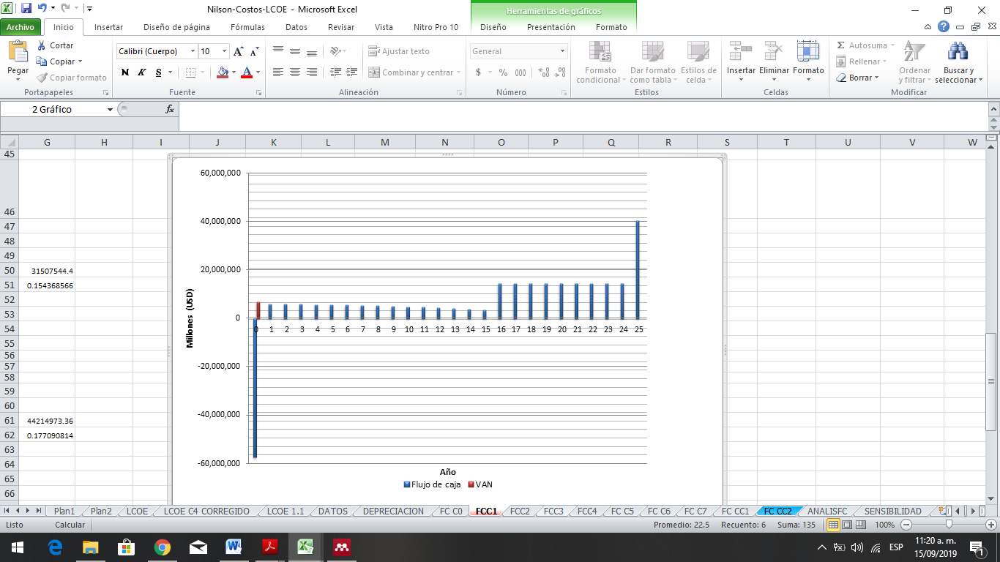 Nilson-Costos-LCOE - Microsoft Excel
Herramientas de gráficos
Archivo Inicio Insertar Diseño de página Fórmulas Datos Revisar Vista Nitro Pro 10 Diseño Presentación Formato
Pegar
Cortar
Copiar
Copiar formato
Portapapeles
Calibri (Cuerpo) 10
N K S
Fuente
Ajustar texto
Combinar y centrar
Alineación
General
$ % 000
Número
Formato condicional
Dar formato como tabla
Estilos de celda
Estilos
Insertar Eliminar Formato
Celdas
Σ Autosuma
Rellenar
Borrar
Ordenar y filtrar
Buscar y seleccionar
Modificar
2 Gráfico fx
G H I J K L M N O P Q R S T U V W
45
46
47
48
49
50 31507544.4
51 0.154368566
52
53
54
55
56
57
58
59
60
61 44214973.36
62 0.177090814
63
64
65
66
60,000,000
40,000,000
20,000,000
0
-20,000,000
-40,000,000
-60,000,000
Millones (USD)
0 1 2 3 4 5 6 7 8 9 10 11 12 13 14 15 16 17 18 19 20 21 22 23 24 25
Año
Flujo de caja VAN
Plan1 Plan2 LCOE LCOE C4 CORREGIDO LCOE 1.1 DATOS DEPRECIACION FC C0 FCC1 FCC2 FCC3 FCC4 FC C5 FC C6 FC C7 FC CC1 FC CC2 ANALISFC SENSIBILIDAD
Listo Calcular Promedio: 22.5 Recuento: 6 Suma: 135 100%
ESP
11:20 a. m.
15/09/2019
1